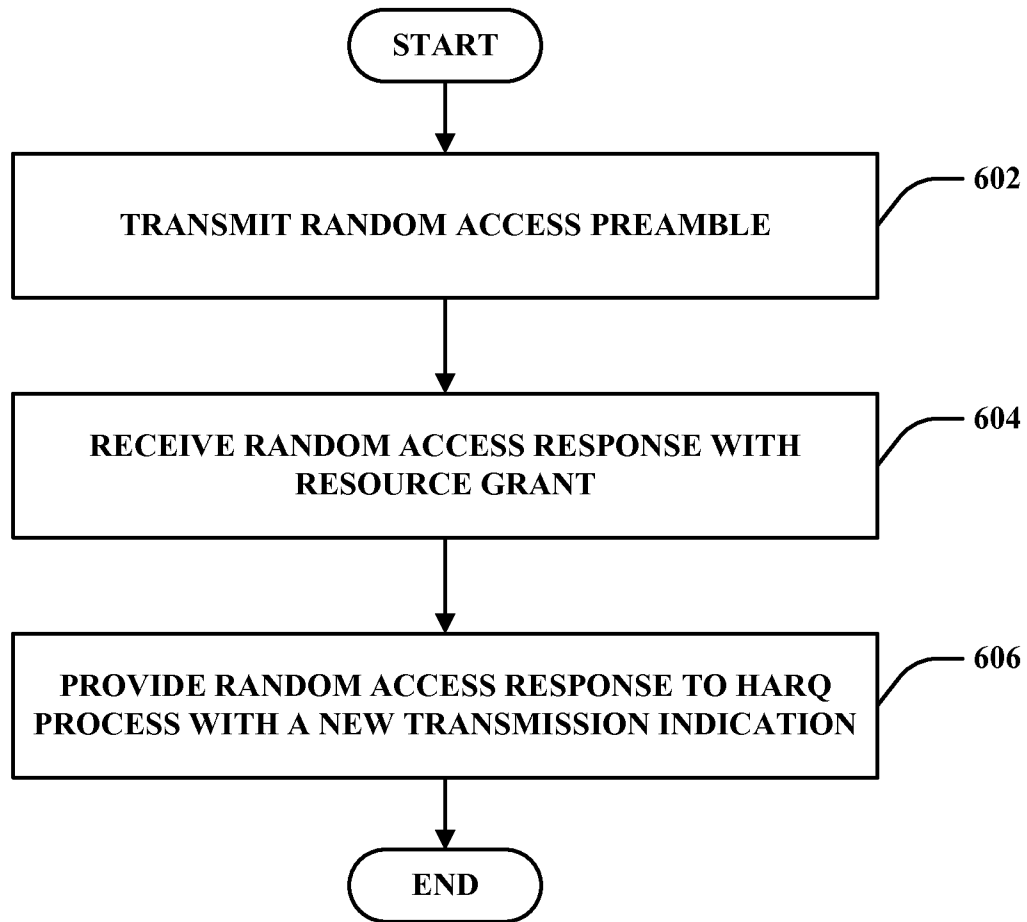 START
TRANSMIT RANDOM ACCESS PREAMBLE
602
RECEIVE RANDOM ACCESS RESPONSE WITH
RESOURCE GRANT
604
PROVIDE RANDOM ACCESS RESPONSE TO HARQ
PROCESS WITH A NEW TRANSMISSION INDICATION
606
END